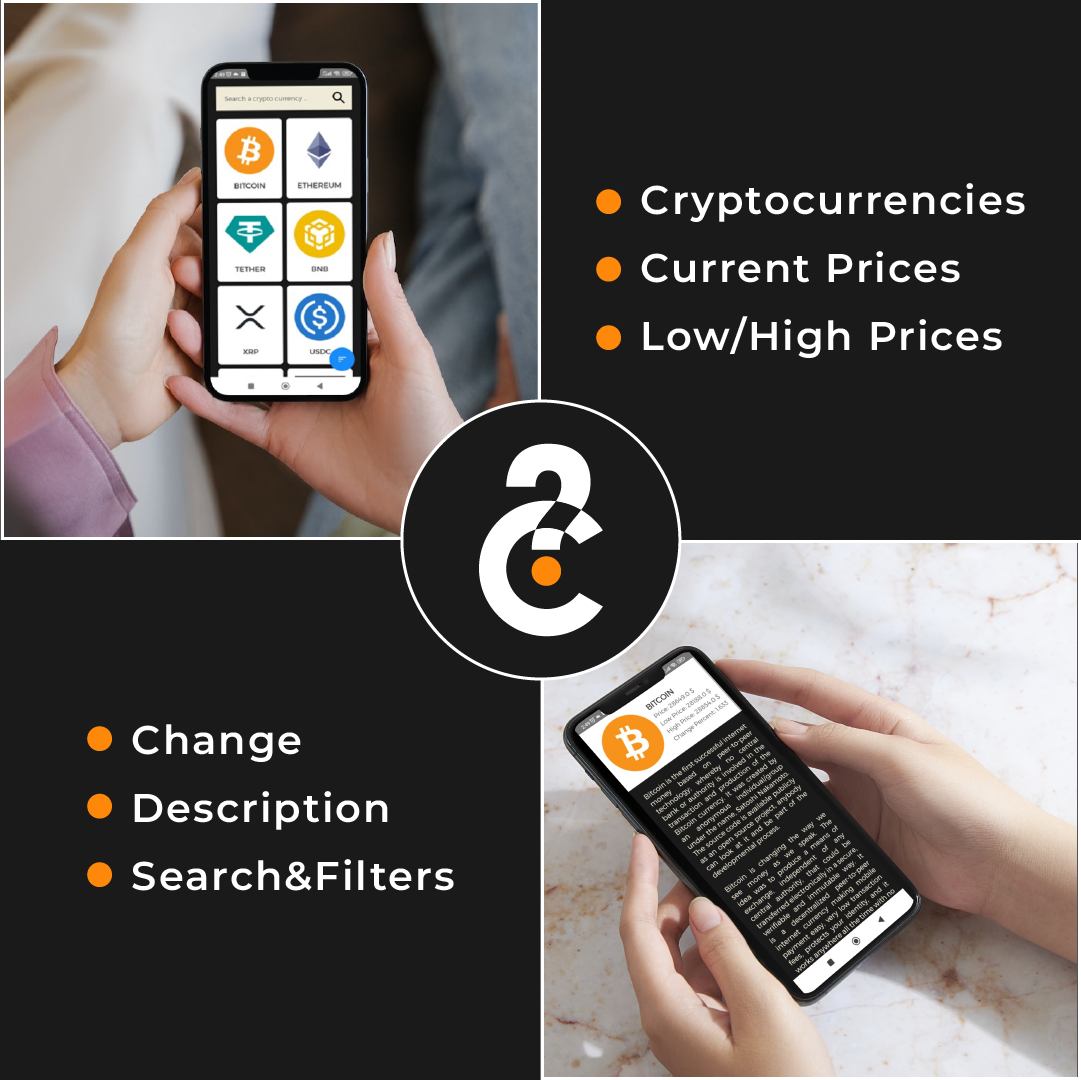 Search a crypto currency ..
BITCOIN
ETHEREUM
TETHER
BNB
XRP
USDC
Cryptocurrencies
Current Prices
Low/High Prices
Change
Description
Search&Filters
BITCOIN
Price: 28649.0 $
Low Price: 28188.0 $
High Price: 28854.0 $
Change Percent: 1.633
Bitcoin is the first successful internet
money based on peer-to-peer
technology; whereby no central
bank or authority is involved in the
transaction and production of the
Bitcoin currency. It was created by
an anonymous individual/group
under the name, Satoshi Nakamoto.
The source code is available publicly
as an open source project, anybody
can look at it and be part of the
developmental process.
Bitcoin is changing the way we
see money as we speak. The
idea was to produce a means of
exchange, independent of any
central authority, that could be
transferred electronically in a secure,
verifiable and immutable way. It
is a decentralized peer-to-peer
internet currency making mobile
payment easy, very low transaction
fees, protects your identity, and it
works anywhere all the time with no